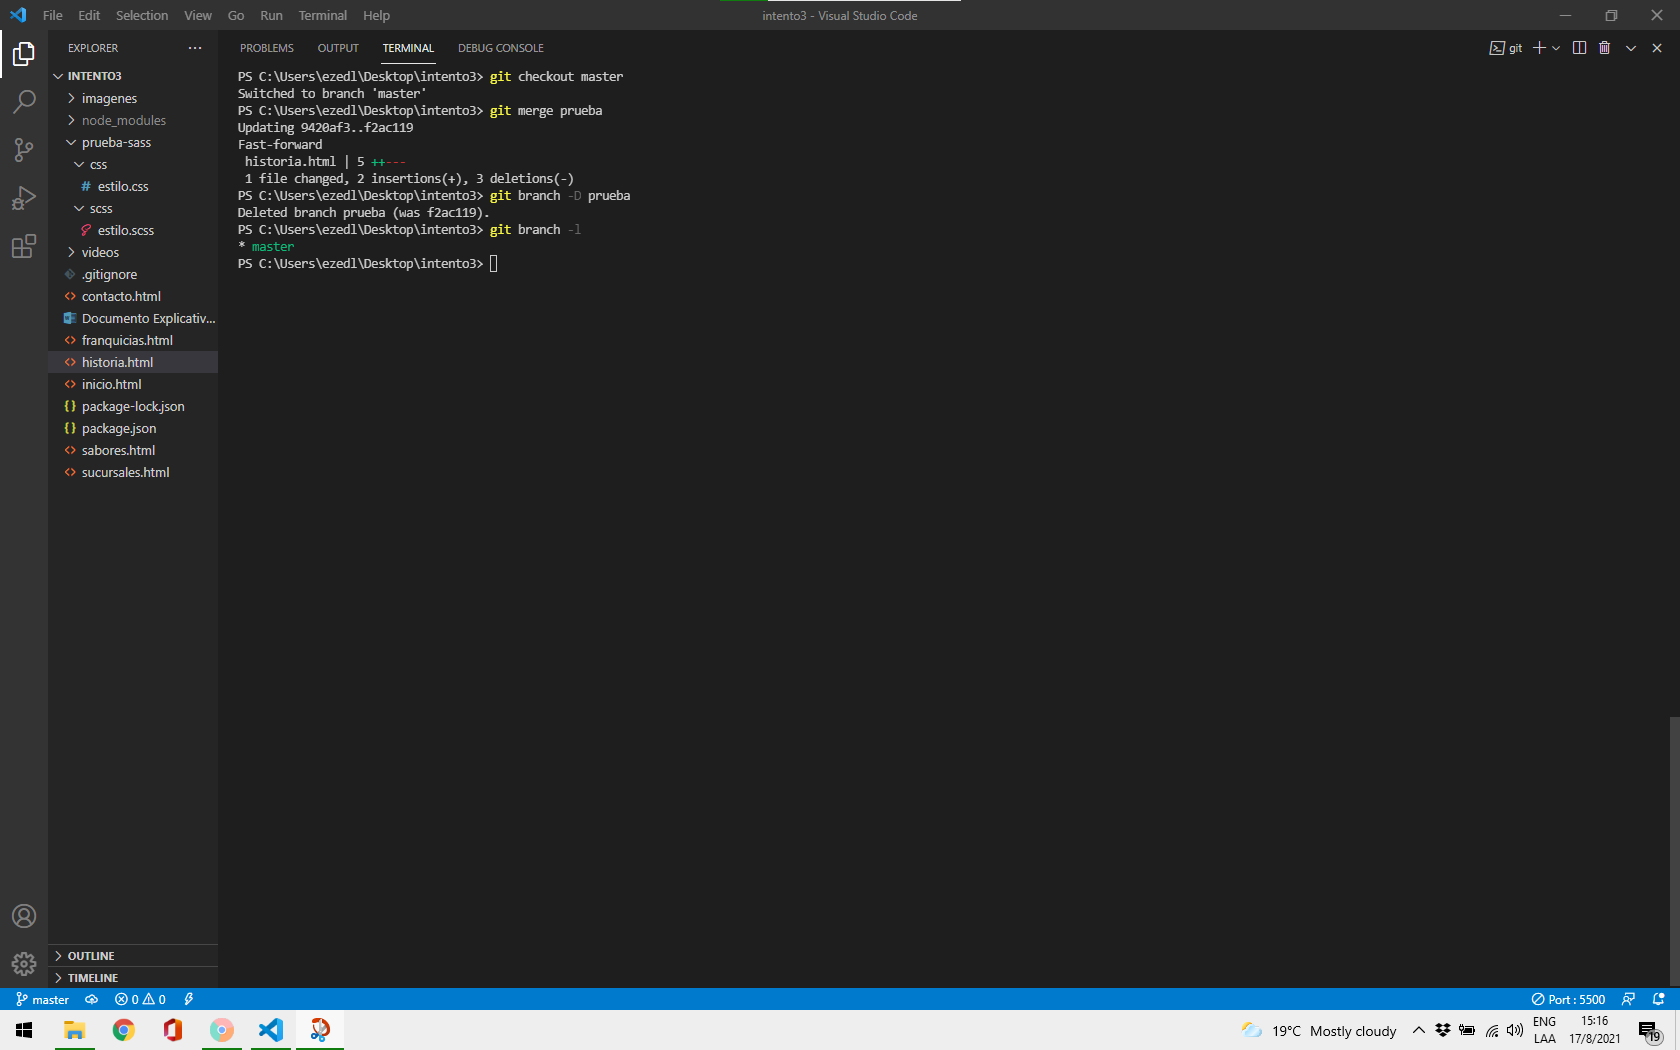 File Edit Selection View Go Run Terminal Help
intento3 - Visual Studio Code
EXPLORER
INTENTO3
imagenes
node_modules
prueba-sass
css
# estilo.css
scss
estilo.scss
videos
.gitignore
<> contacto.html
Documento Explicativ...
<> franquicias.html
<> historia.html
<> inicio.html
{} package-lock.json
{} package.json
<> sabores.html
<> sucursales.html
OUTLINE
TIMELINE
PROBLEMS OUTPUT TERMINAL DEBUG CONSOLE
git
PS C:\Users\ezedl\Desktop\intento3> git checkout master
Switched to branch 'master'
PS C:\Users\ezedl\Desktop\intento3> git merge prueba
Updating 9420af3..f2ac119
Fast-forward
 historia.html | 5 ++---
 1 file changed, 2 insertions(+), 3 deletions(-)
PS C:\Users\ezedl\Desktop\intento3> git branch -D prueba
Deleted branch prueba (was f2ac119).
PS C:\Users\ezedl\Desktop\intento3> git branch -l
* master
PS C:\Users\ezedl\Desktop\intento3>
master 0 0 Port : 5500
19°C Mostly cloudy
ENG
LAA
15:16
17/8/2021
19